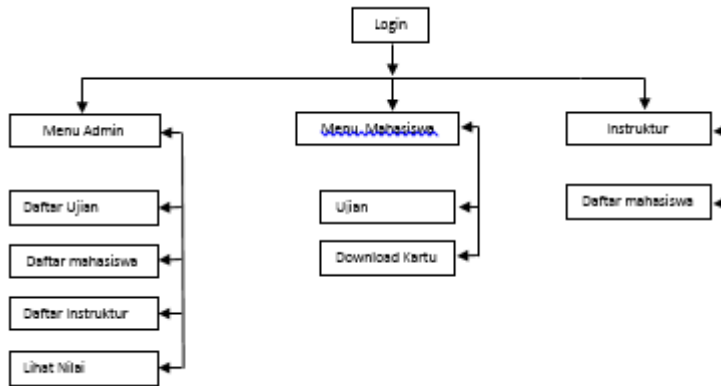 Login
Menu Admin
Menu Mahasiswa
Instruktur
Daftar Ujian
Ujian
Daftar mahasiswa
Daftar mahasiswa
Download Kartu
Daftar Instruktur
Lihat Nilai